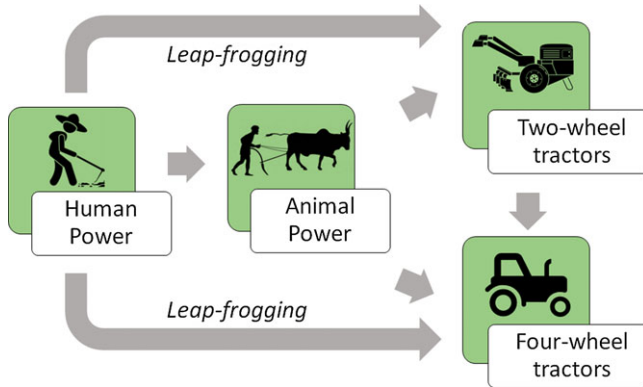 Leap-frogging
Two-wheel
tractors
Human
Power
Animal
Power
Leap-frogging
Four-wheel
tractors